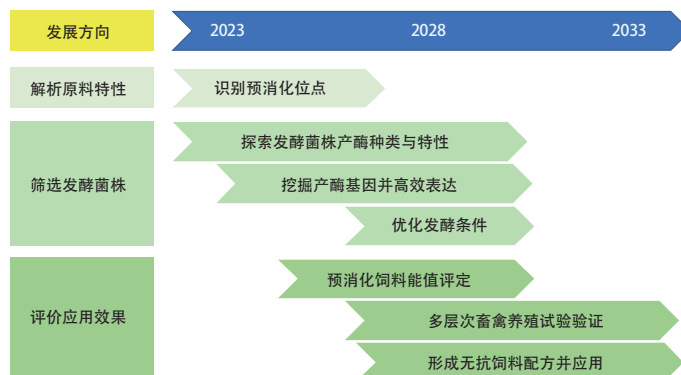 发展方向
2023
2028
2033
解析原料特性
识别预消化位点
筛选发酵菌株
探索发酵菌株产酶种类与特性
挖掘产酶基因并高效表达
优化发酵条件
评价应用效果
预消化饲料能值评定
多层次畜禽养殖试验验证
形成无抗饲料配方并应用